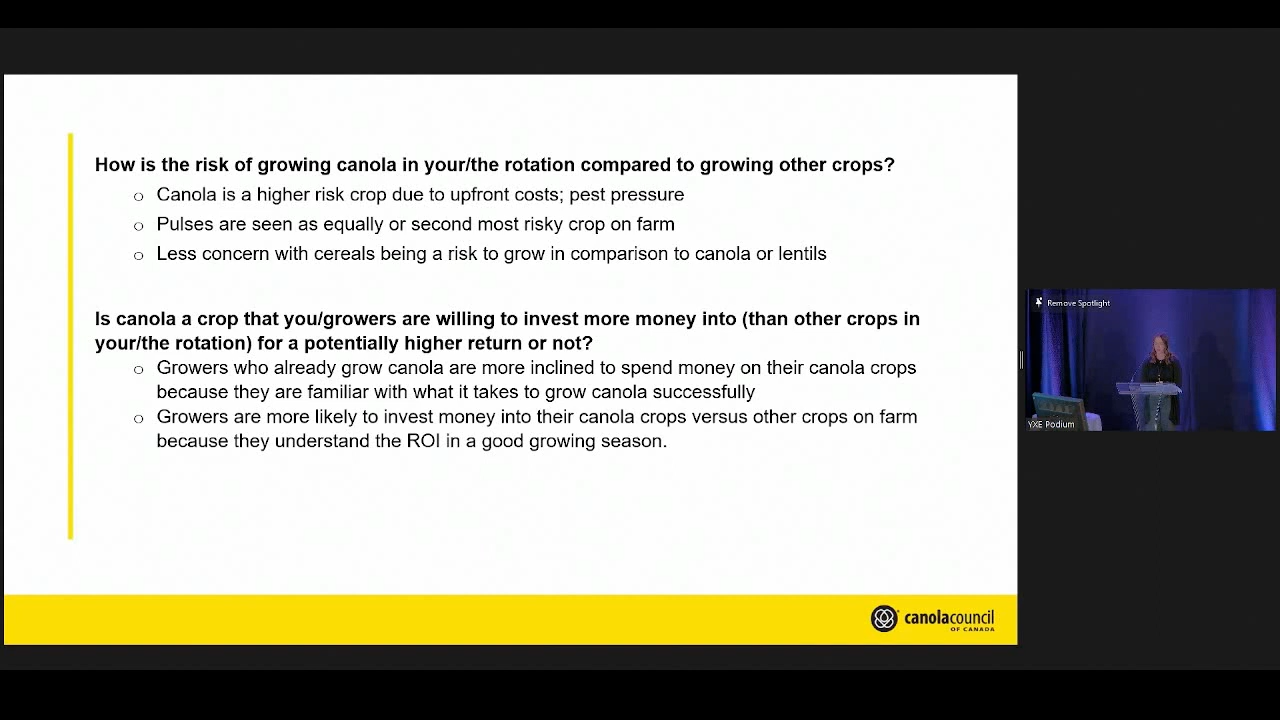 How is the risk of growing canola in your/the rotation compared to growing other crops?
o Canola is a higher risk crop due to upfront costs; pest pressure
o Pulses are seen as equally or second most risky crop on farm
o Less concern with cereals being a risk to grow in comparison to canola or lentils
Is canola a crop that you/growers are willing to invest more money into (than other crops in
your/the rotation) for a potentially higher return or not?
o Growers who already grow canola are more inclined to spend money on their canola crops
because they are familiar with what it takes to grow canola successfully
o Growers are more likely to invest money into their canola crops versus other crops on farm
because they understand the ROI in a good growing season.
canolacouncil
OF CANADA
Remove Spotlight
YXE Podium